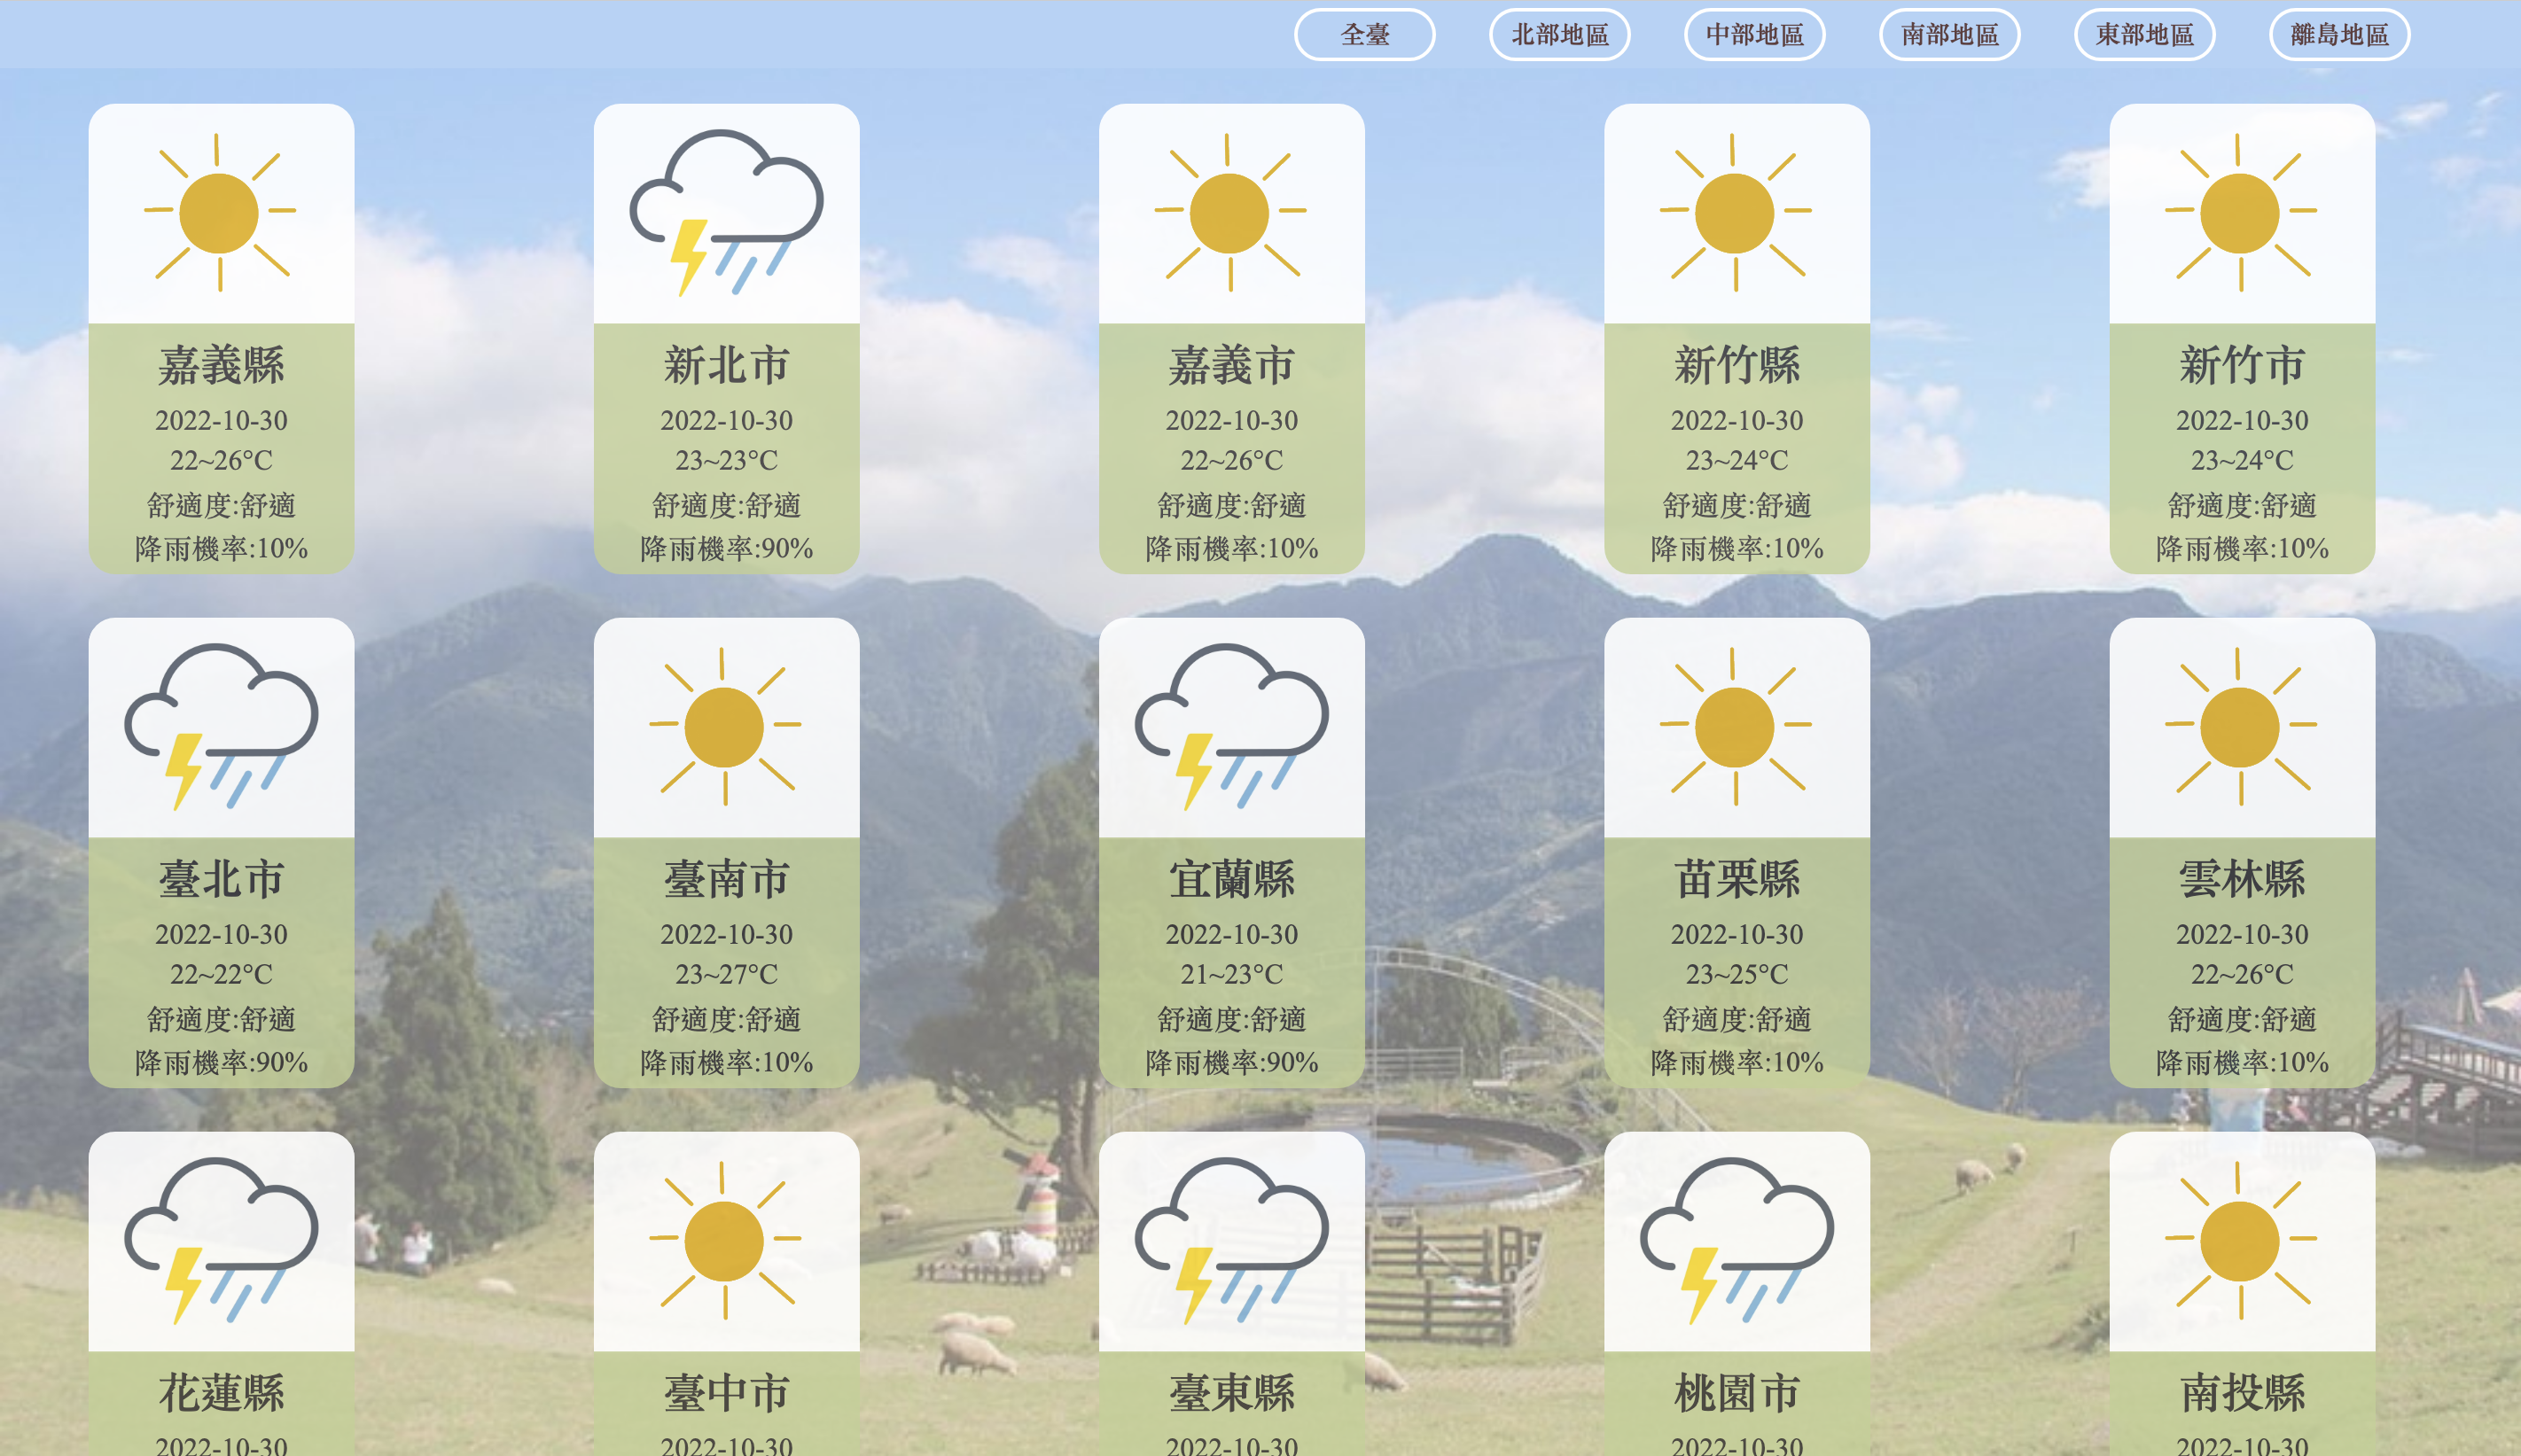 全臺
北部地區
中部地區
南部地區
東部地區
離島地區
嘉義縣
2022-10-30
22~26°C
舒適度:舒適
降雨機率:10%
新北市
2022-10-30
23~23°C
舒適度:舒適
降雨機率:90%
嘉義市
2022-10-30
22~26°C
舒適度:舒適
降雨機率:10%
新竹縣
2022-10-30
23~24°C
舒適度:舒適
降雨機率:10%
新竹市
2022-10-30
23~24°C
舒適度:舒適
降雨機率:10%
臺北市
2022-10-30
22~22°C
舒適度:舒適
降雨機率:90%
臺南市
2022-10-30
23~27°C
舒適度:舒適
降雨機率:10%
宜蘭縣
2022-10-30
21~23°C
舒適度:舒適
降雨機率:90%
苗栗縣
2022-10-30
23~25°C
舒適度:舒適
降雨機率:10%
雲林縣
2022-10-30
22~26°C
舒適度:舒適
降雨機率:10%
花蓮縣
2022-10-30
臺中市
2022-10-30
臺東縣
2022-10-30
桃園市
2022-10-30
南投縣
2022-10-30